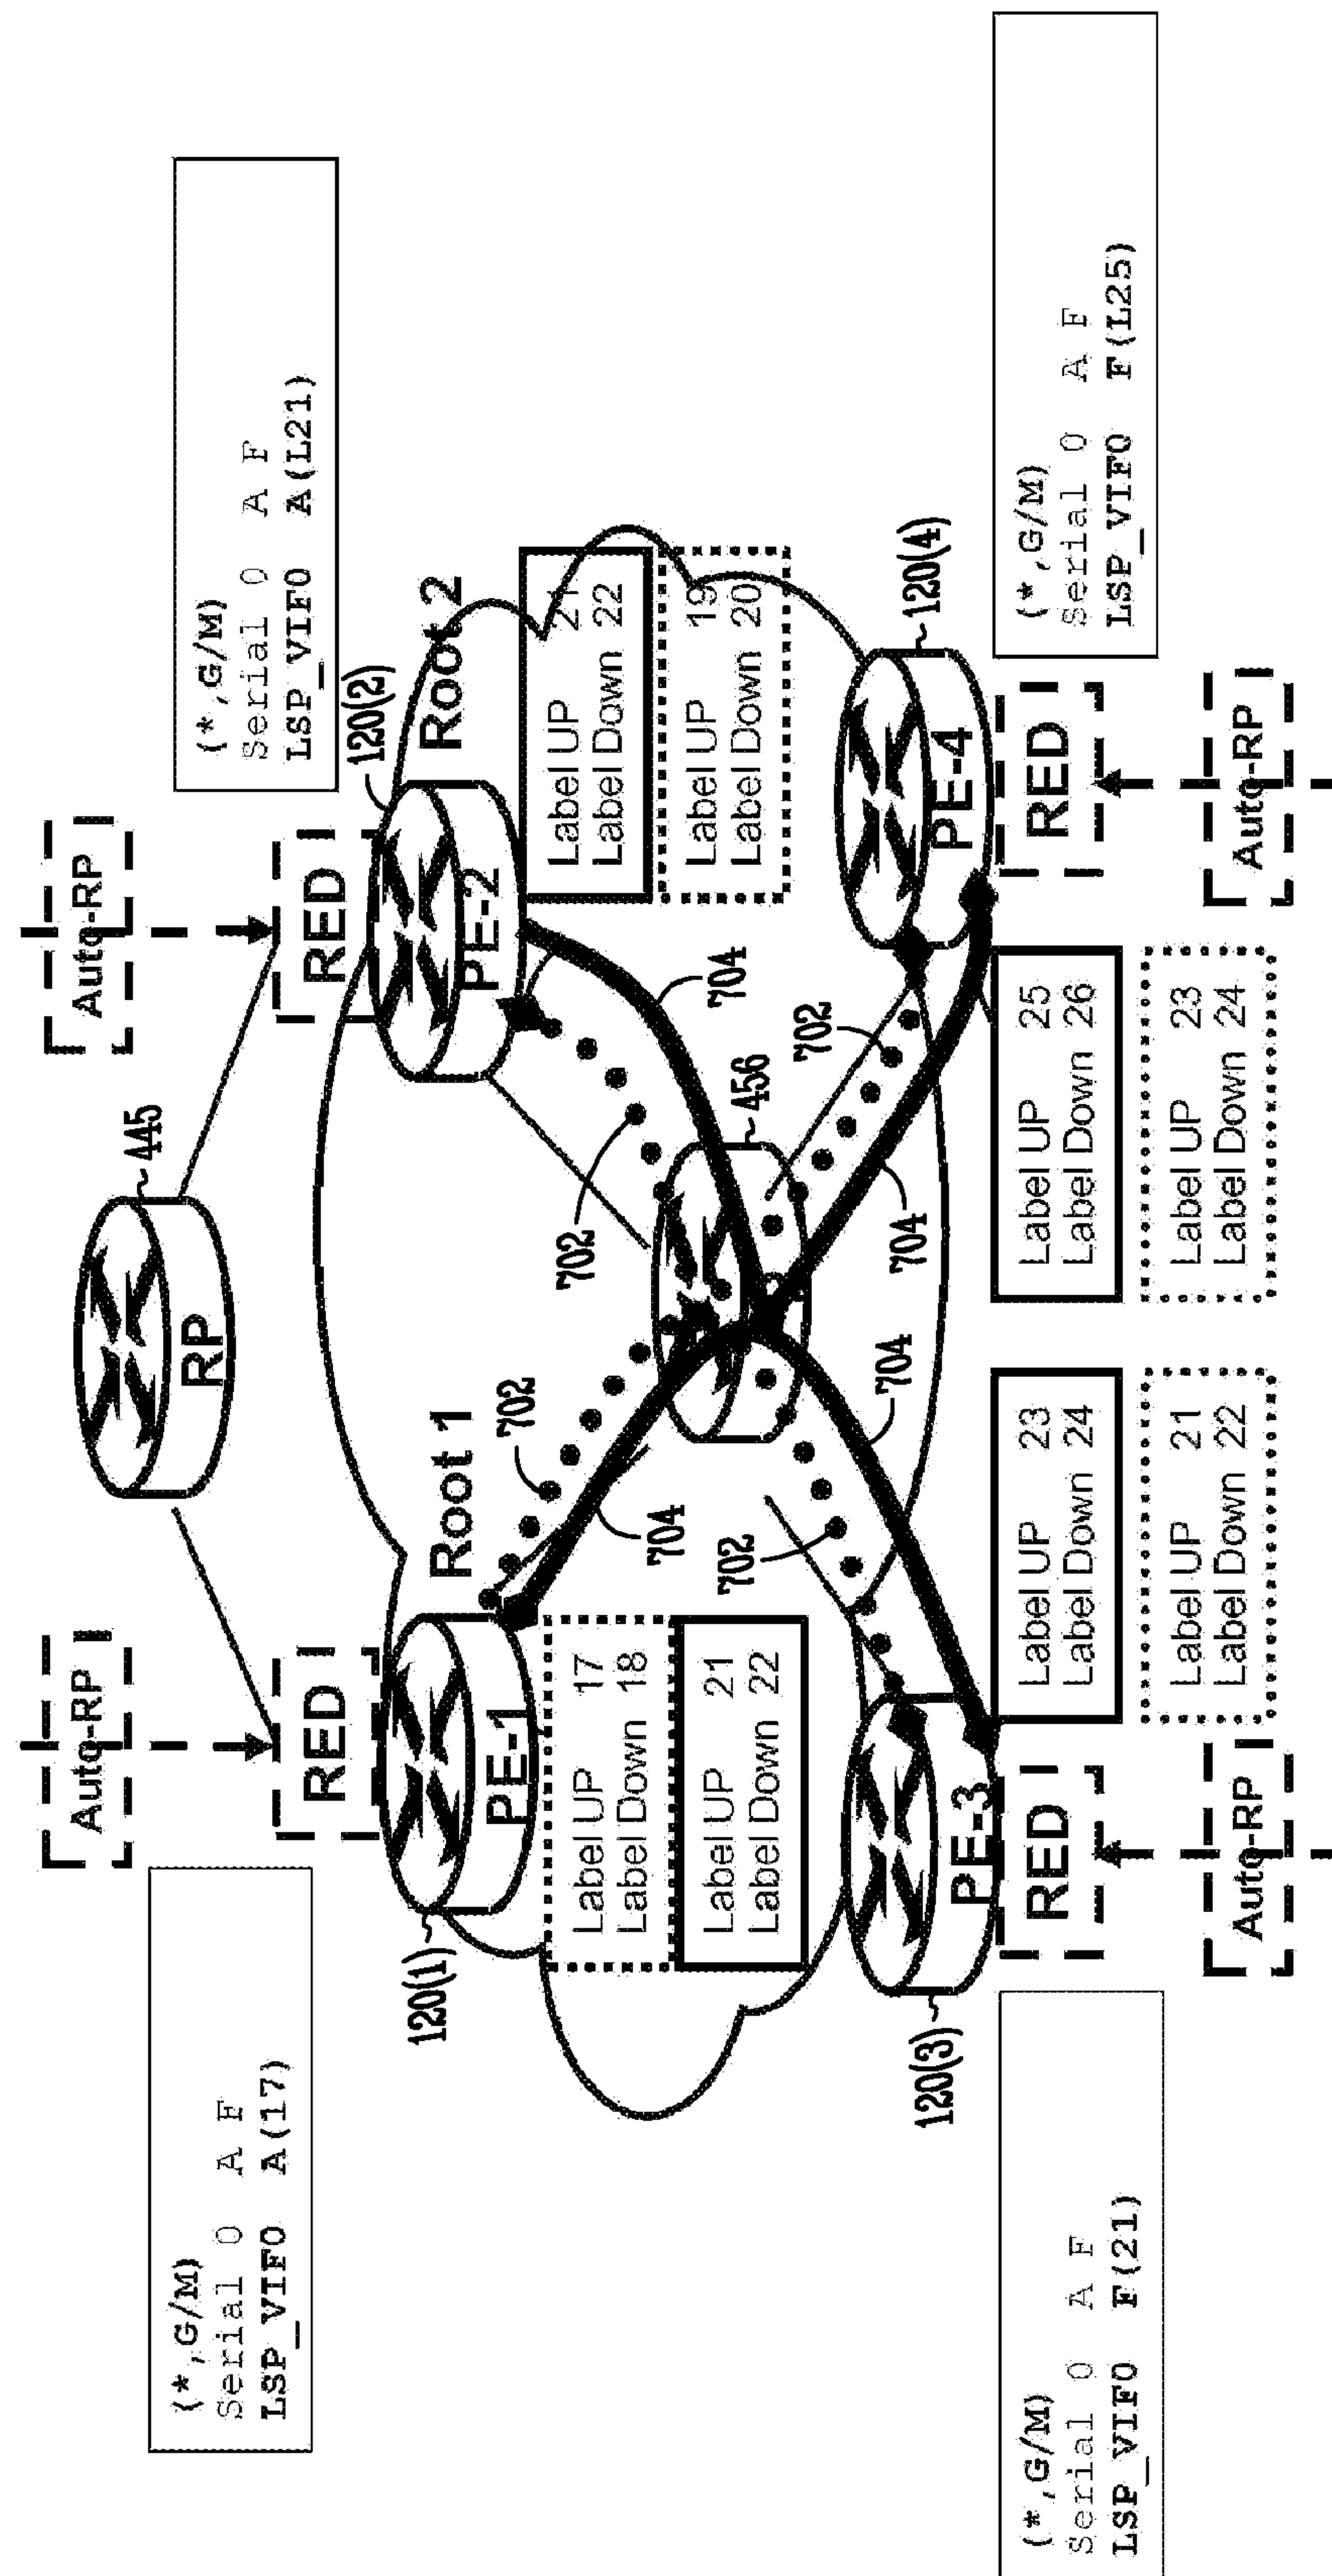 Auto-RP
RED
RP
445
Auto-RP
RED
(*,G/M)
Serial 0 A F
LSP_VIF0 A(17)
120(1)
PE-1
Root 1
PE-2
120(2)
Root 2
(*,G/M)
Serial 0 A F
LSP_VIF0 A(L21)
Label UP 17
Label Down 18
Label UP 21
Label Down 22
702
704
702
702
704
456
702
704
704
Label UP 21
Label Down 22
Label UP 19
Label Down 20
120(3)
PE-3
RED
PE-4
120(4)
RED
(*,G/M)
Serial 0 A F
LSP_VIF0 F(21)
Label UP 23
Label Down 24
Label UP 21
Label Down 22
Label UP 25
Label Down 26
Label UP 23
Label Down 24
(*,G/M)
Serial 0 A F
LSP_VIF0 F(L25)
Auto-RP
Auto-RP